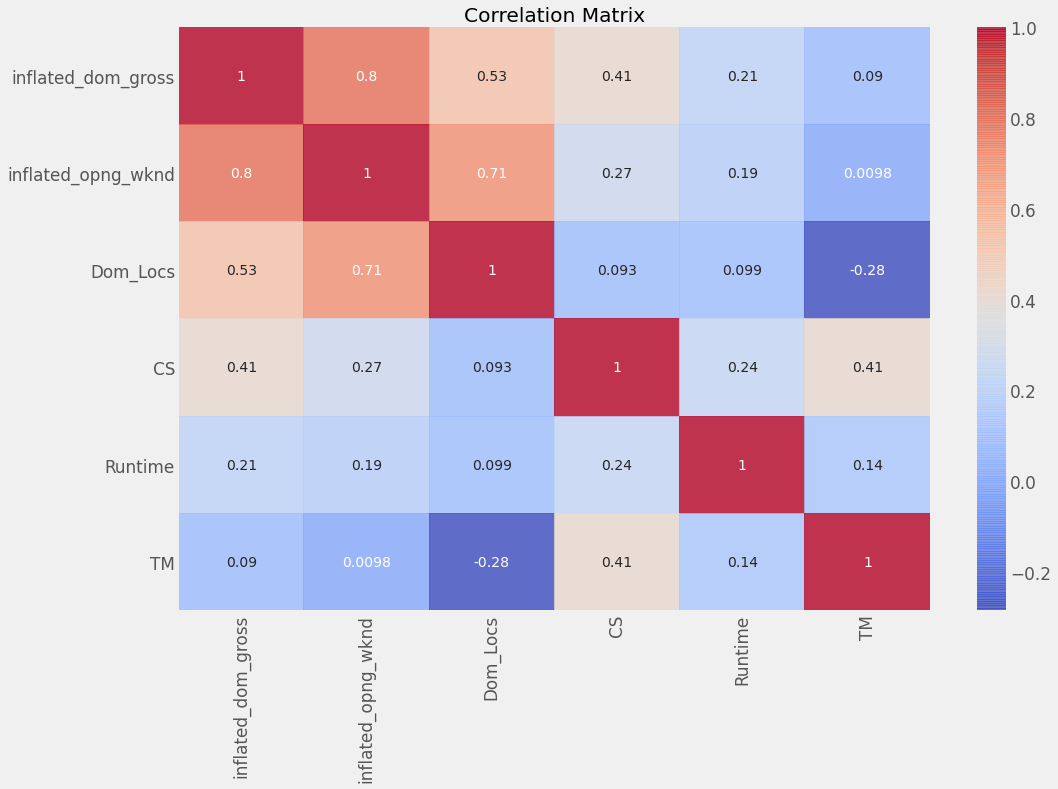 Correlation Matrix
inflated_dom_gross 1 0.8 0.53 0.41 0.21 0.09
inflated_opng_wknd 0.8 1 0.71 0.27 0.19 0.0098
Dom_Locs 0.53 0.71 1 0.093 0.099 -0.28
CS 0.41 0.27 0.093 1 0.24 0.41
Runtime 0.21 0.19 0.099 0.24 1 0.14
TM 0.09 0.0098 -0.28 0.41 0.14 1
inflated_dom_gross
inflated_opng_wknd
Dom_Locs
CS
Runtime
TM
1.0
0.8
0.6
0.4
0.2
0.0
−0.2